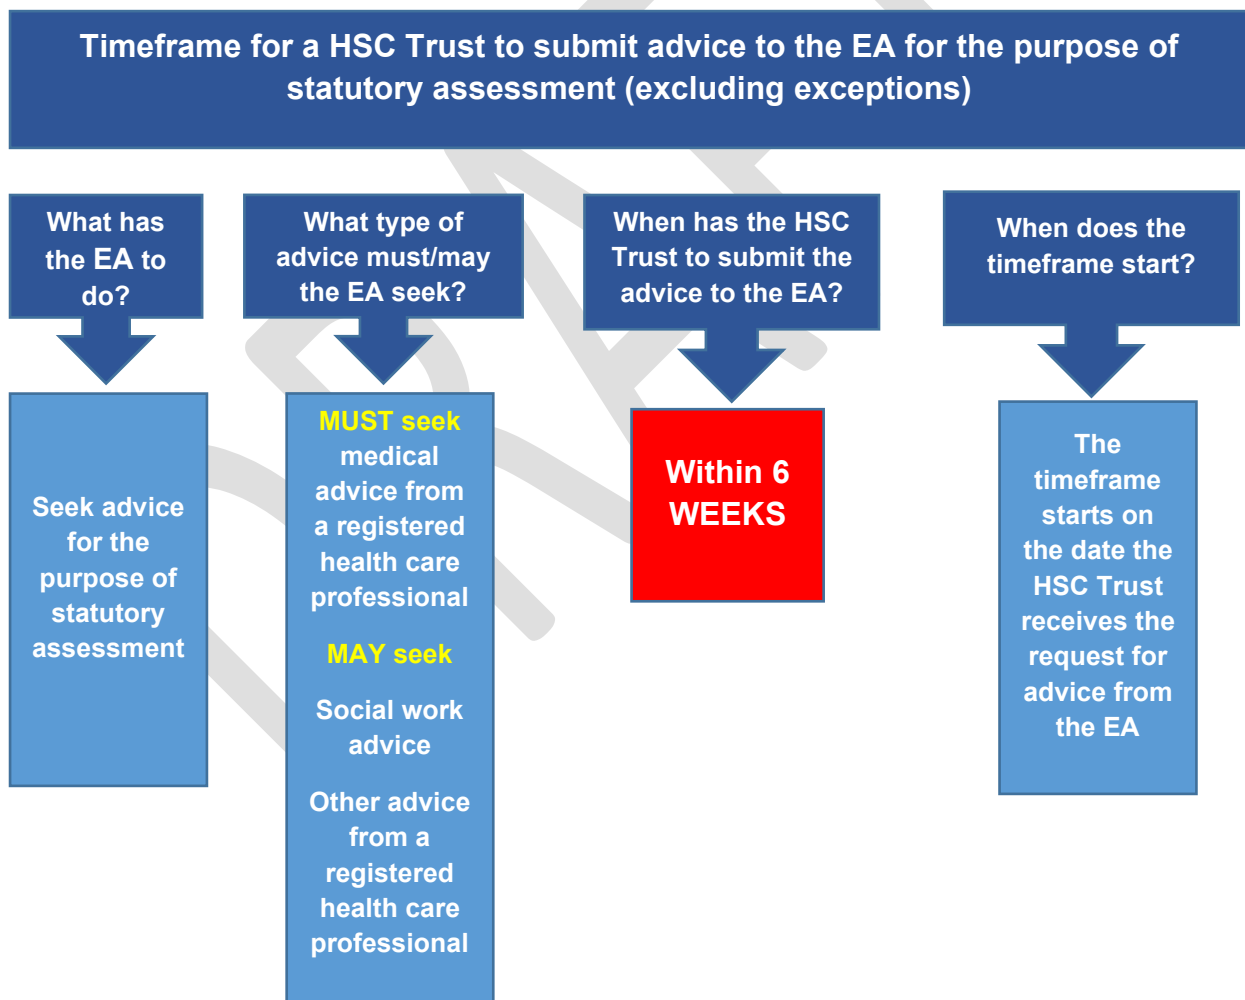 Timeframe for a HSC Trust to submit advice to the EA for the purpose of
statutory assessment (excluding exceptions)
What has
the EA to
do?
What type of
advice must/may
the EA seek?
When has the HSC
Trust to submit the
advice to the EA?
When does the
timeframe start?
Seek advice
for the
purpose of
statutory
assessment
MUST seek
medical
advice from
a registered
health care
professional
MAY seek
Social work
advice
Other advice
from a
registered
health care
professional
Within 6
WEEKS
The
timeframe
starts on
the date the
HSC Trust
receives the
request for
advice from
the EA